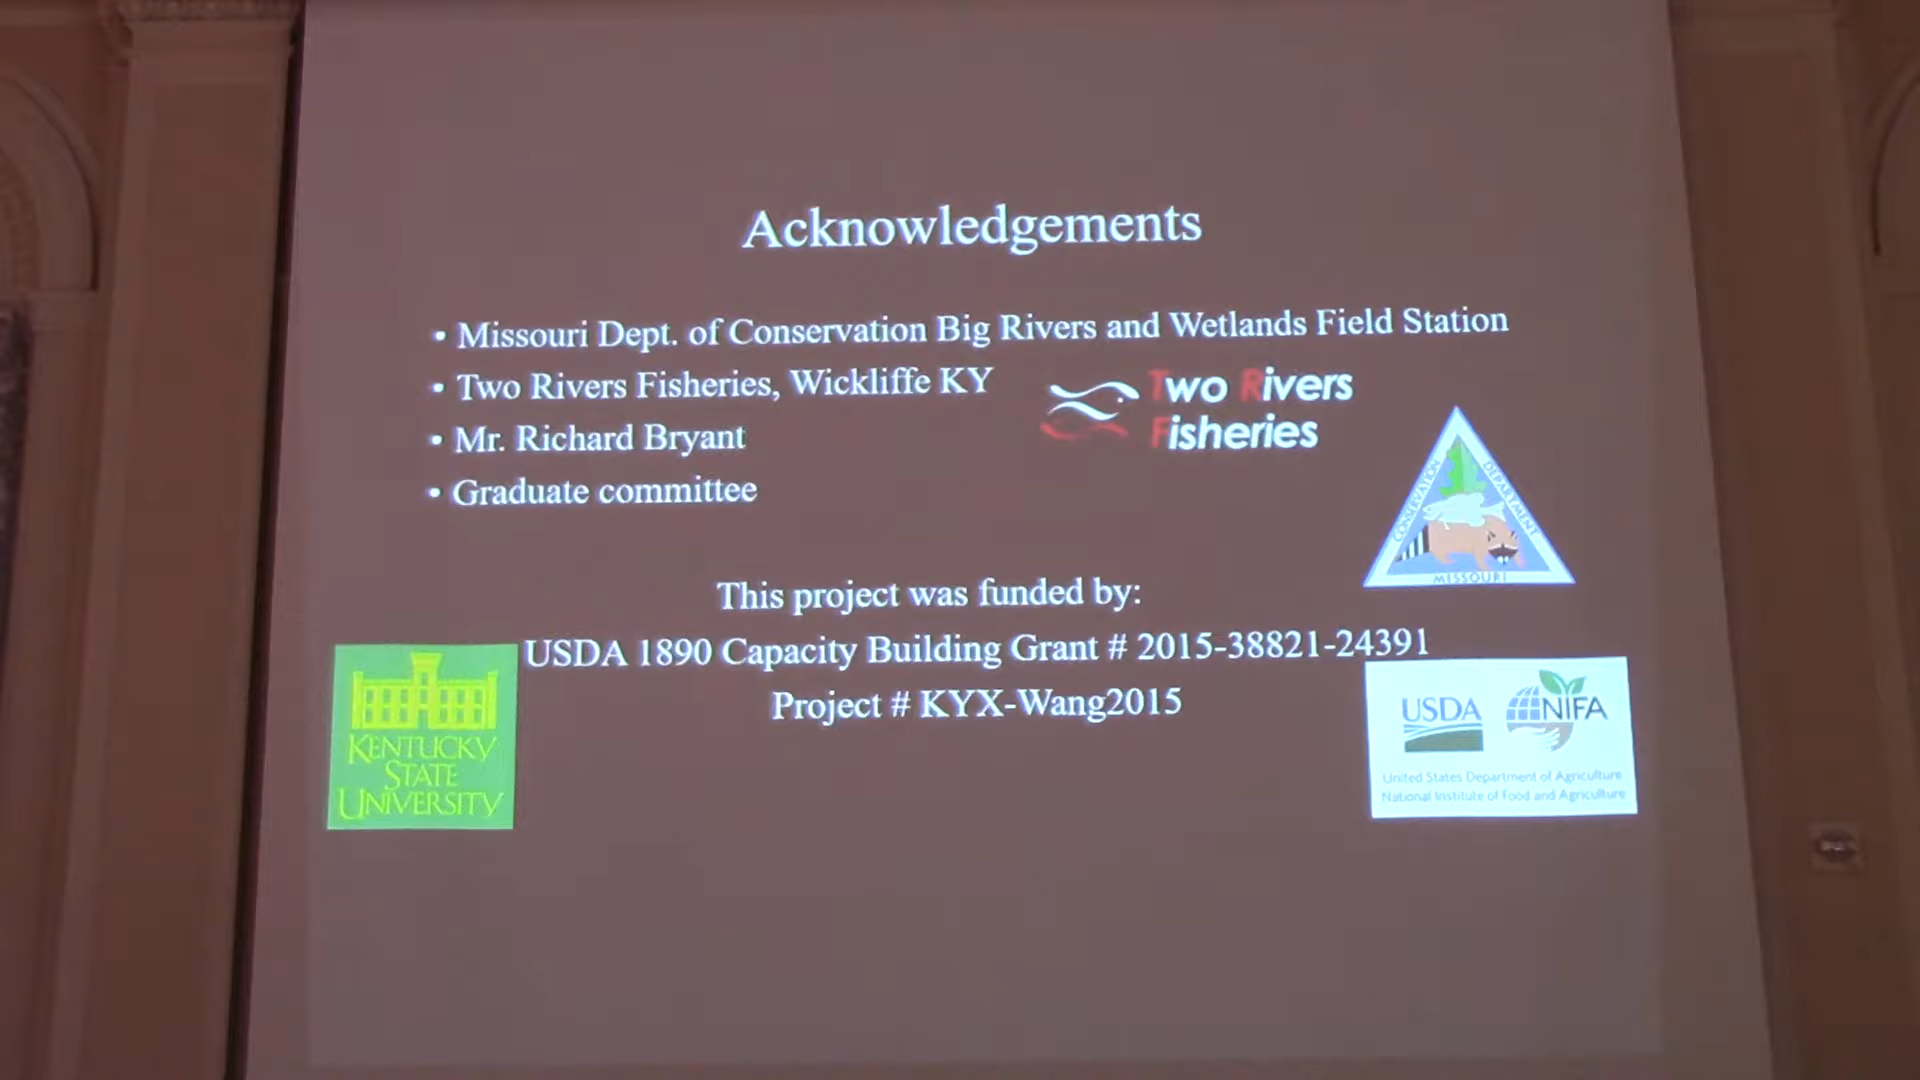 Acknowledgements
• Missouri Dept. of Conservation Big Rivers and Wetlands Field Station
• Two Rivers Fisheries, Wickliffe KY
Two Rivers
Fisheries
• Mr. Richard Bryant
• Graduate committee
CONSERVATION
DEPARTMENT
MISSOURI
This project was funded by:
USDA 1890 Capacity Building Grant # 2015-38821-24391
Project # KYX-Wang2015
KENTUCKY
STATE
UNIVERSITY
USDA
NIFA
United States Department of Agriculture
National Institute of Food and Agriculture